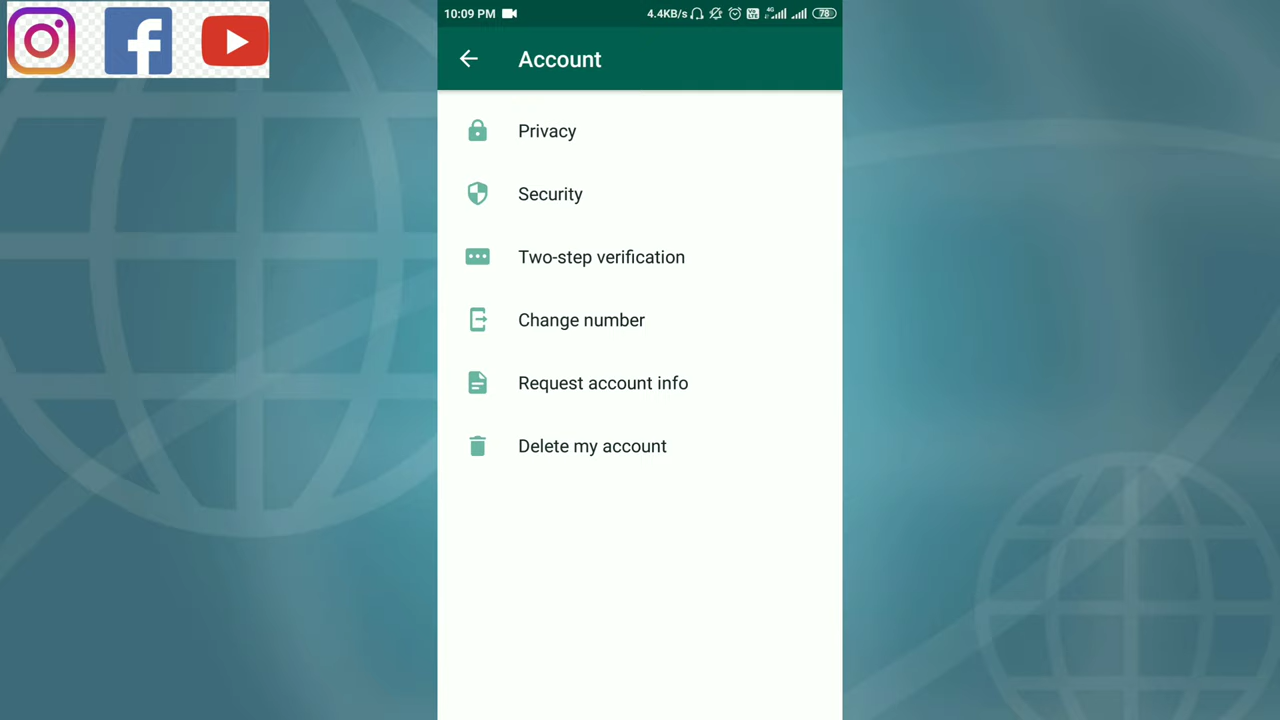 10:09 PM 4.4KB/s 4G 78
Account
Privacy
Security
Two-step verification
Change number
Request account info
Delete my account